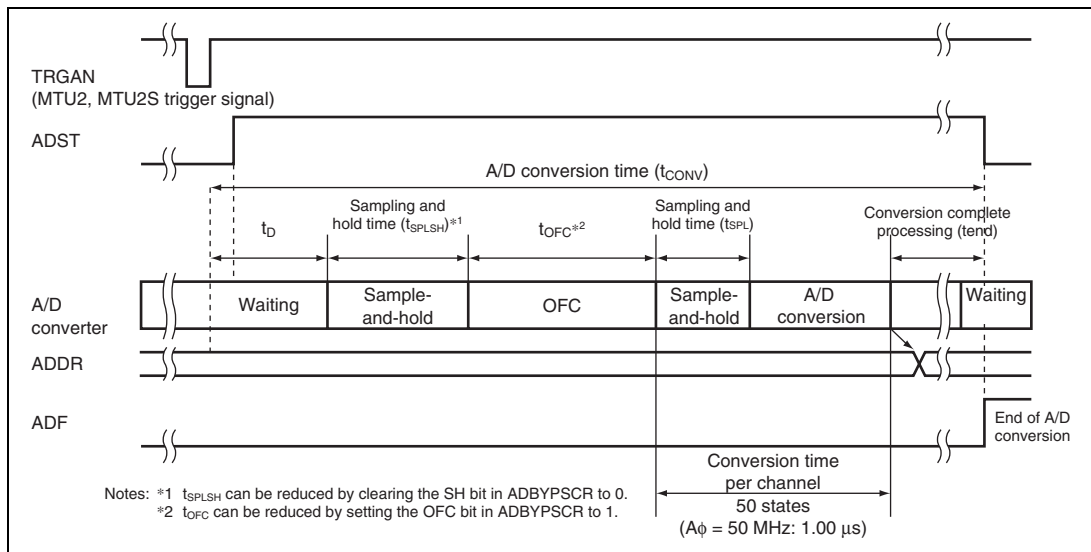 TRGAN
(MTU2, MTU2S trigger signal)
ADST
A/D conversion time (tCONV)
Sampling and
hold time (tSPLSH)*1
Sampling and
hold time (tSPL)
Conversion complete
processing (tend)
tD
tOFC*2
A/D
converter
Waiting
Sample-
and-hold
OFC
Sample-
and-hold
A/D
conversion
Waiting
ADDR
ADF
End of A/D
conversion
Conversion time
per channel
50 states
(Aϕ = 50 MHz: 1.00 μs)
Notes: *1 tSPLSH can be reduced by clearing the SH bit in ADBYPSCR to 0.
*2 tOFC can be reduced by setting the OFC bit in ADBYPSCR to 1.